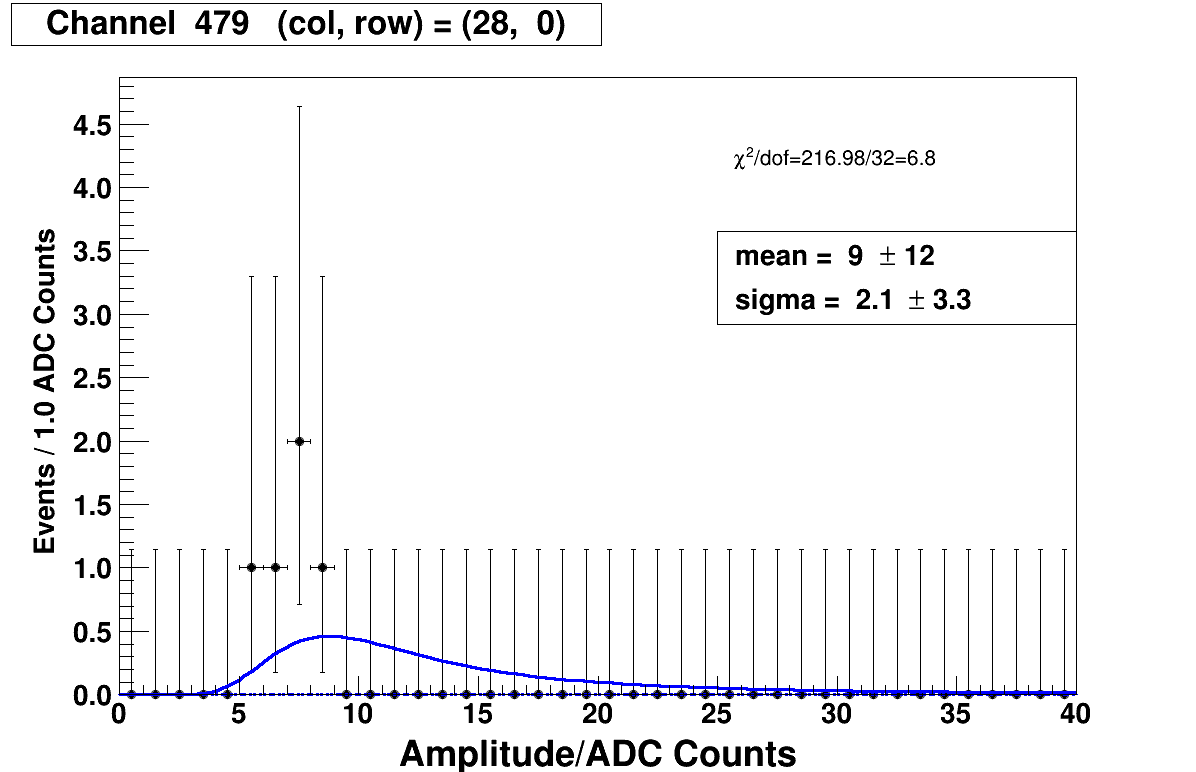 Channel 479 (col, row) = (28, 0)
4.5
4.0
3.5
3.0
2.5
2.0
1.5
1.0
0.5
0.0
Events / 1.0 ADC Counts
χ²/dof=216.98/32=6.8
mean = 9 ± 12
sigma = 2.1 ± 3.3
0 5 10 15 20 25 30 35 40
Amplitude/ADC Counts